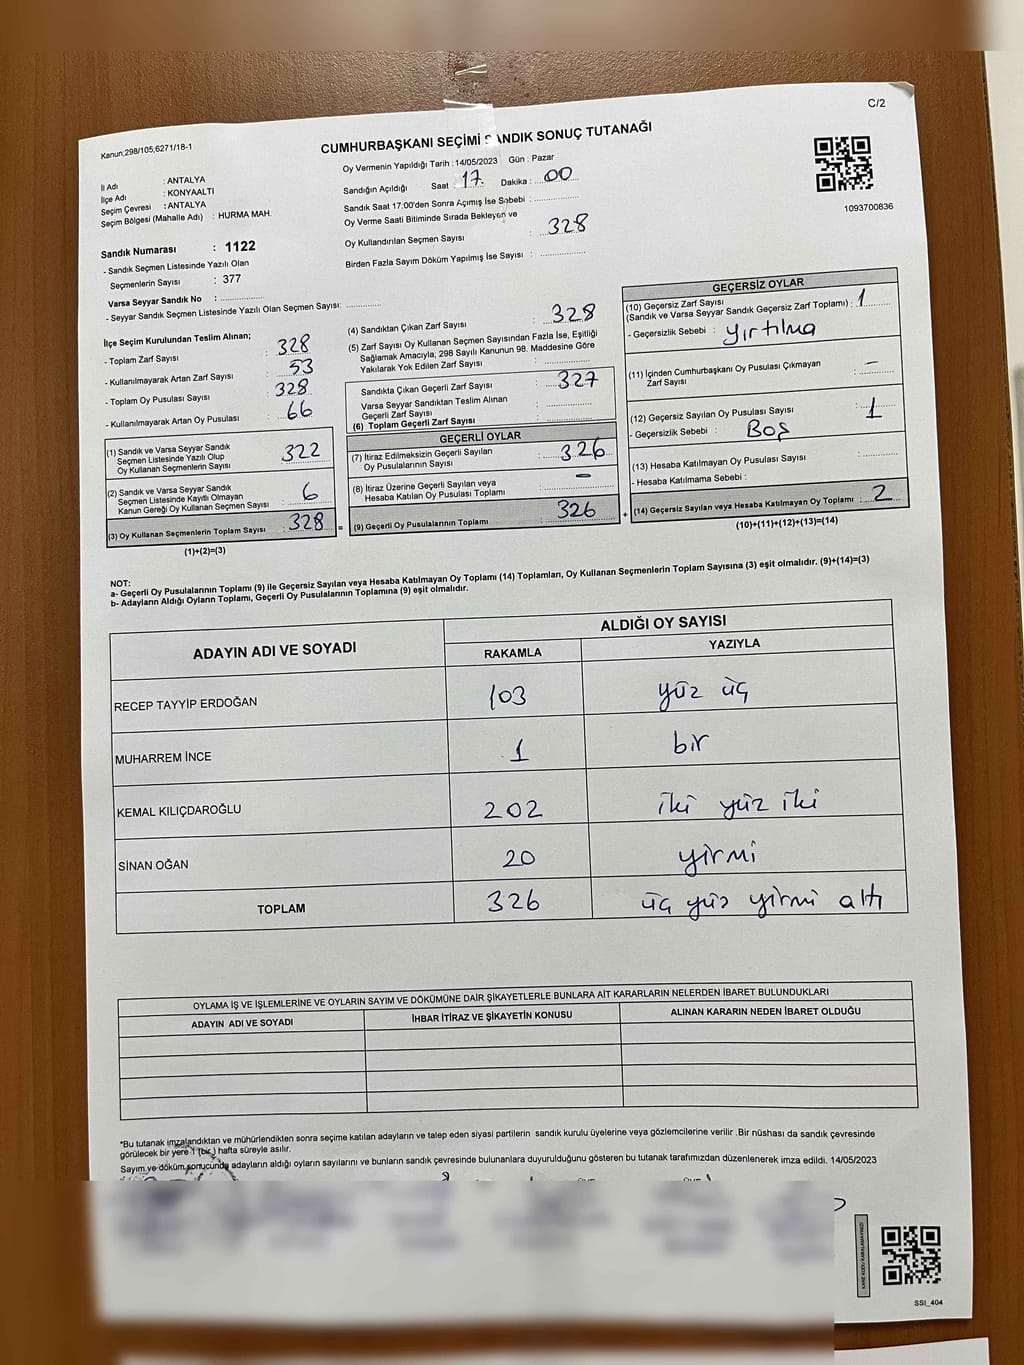 C/2
Kanun;298/105,6271/18-1
CUMHURBAŞKANI SEÇİMİ SANDIK SONUÇ TUTANAĞI
İl Adı : ANTALYA
İlçe Adı : KONYAALTI
Seçim Çevresi : ANTALYA
Seçim Bölgesi (Mahalle Adı) : HURMA MAH.
Oy Vermenin Yapıldığı Tarih : 14/05/2023 Gün : Pazar
Sandığın Açıldığı Saat : 17. Dakika : 00
Sandık Saat 17:00'den Sonra Açımış İse Sebebi :
Oy Verme Saati Bitiminde Sırada Bekleyen ve
Oy Kullandırılan Seçmen Sayısı : 328
Birden Fazla Sayım Döküm Yapılmış İse Sayısı :
1093700836
Sandık Numarası : 1122
- Sandık Seçmen Listesinde Yazılı Olan
Seçmenlerin Sayısı : 377
Varsa Seyyar Sandık No :
- Seyyar Sandık Seçmen Listesinde Yazılı Olan Seçmen Sayısı:
İlçe Seçim Kurulundan Teslim Alınan;
- Toplam Zarf Sayısı : 328
- Kullanılmayarak Artan Zarf Sayısı : 53
- Toplam Oy Pusulası Sayısı : 328
- Kullanılmayarak Artan Oy Pusulası : 66
(1) Sandık ve Varsa Seyyar Sandık
Seçmen Listesinde Yazılı Olup
Oy Kullanan Seçmenlerin Sayısı : 322
(2) Sandık ve Varsa Seyyar Sandık
Seçmen Listesinde Kayıtlı Olmayan
Kanun Gereği Oy Kullanan Seçmen Sayısı : 6
(3) Oy Kullanan Seçmenlerin Toplam Sayısı : 328 =
(1)+(2)=(3)
(4) Sandıktan Çıkan Zarf Sayısı : 328
(5) Zarf Sayısı Oy Kullanan Seçmen Sayısından Fazla İse, Eşitliği
Sağlamak Amacıyla, 298 Sayılı Kanunun 98. Maddesine Göre
Yakılarak Yok Edilen Zarf Sayısı :
Sandıkta Çıkan Geçerli Zarf Sayısı : 327
Varsa Seyyar Sandıktan Teslim Alınan
Geçerli Zarf Sayısı :
(6) Toplam Geçerli Zarf Sayısı :
GEÇERLİ OYLAR
(7) İtiraz Edilmeksizin Geçerli Sayılan
Oy Pusulalarının Sayısı : 326
(8) İtiraz Üzerine Geçerli Sayılan veya
Hesaba Katılan Oy Pusulası Toplamı : -
(9) Geçerli Oy Pusulalarının Toplamı : 326 +
GEÇERSİZ OYLAR
(10) Geçersiz Zarf Sayısı
(Sandık ve Varsa Seyyar Sandık Geçersiz Zarf Toplamı) : 1
- Geçersizlik Sebebi : Yırtılma
(11) İçinden Cumhurbaşkanı Oy Pusulası Çıkmayan
Zarf Sayısı : -
(12) Geçersiz Sayılan Oy Pusulası Sayısı : 1
- Geçersizlik Sebebi : Boş
(13) Hesaba Katılmayan Oy Pusulası Sayısı :
- Hesaba Katılmama Sebebi :
(14) Geçersiz Sayılan veya Hesaba Katılmayan Oy Toplamı : 2
(10)+(11)+(12)+(13)=(14)
NOT:
a- Geçerli Oy Pusulalarının Toplamı (9) ile Geçersiz Sayılan veya Hesaba Katılmayan Oy Toplamı (14) Toplamları, Oy Kullanan Seçmenlerin Toplam Sayısına (3) eşit olmalıdır. (9)+(14)=(3)
b- Adayların Aldığı Oyların Toplamı, Geçerli Oy Pusulalarının Toplamına (9) eşit olmalıdır.
ADAYIN ADI VE SOYADI
ALDIĞI OY SAYISI
RAKAMLA YAZIYLA
RECEP TAYYİP ERDOĞAN 103 yüz üç
MUHARREM İNCE 1 bir
KEMAL KILIÇDAROĞLU 202 iki yüz iki
SİNAN OĞAN 20 yirmi
TOPLAM 326 üç yüz yirmi altı
OYLAMA İŞ VE İŞLEMLERİNE VE OYLARIN SAYIM VE DÖKÜMÜNE DAİR ŞİKAYETLERLE BUNLARA AİT KARARLARIN NELERDEN İBARET BULUNDUKLARI
ADAYIN ADI VE SOYADI İHBAR İTİRAZ VE ŞİKAYETİN KONUSU ALINAN KARARIN NEDEN İBARET OLDUĞU
*Bu tutanak imzalandıktan ve mühürlendikten sonra seçime katılan adayların ve talep eden siyasi partilerin sandık kurulu üyelerine veya gözlemcilerine verilir .Bir nüshası da sandık çevresinde
görülecek bir yere 1 (bir ) hafta süreyle asılır.
Sayım ve döküm sonucunda adayların aldığı oyların sayılarını ve bunların sandık çevresinde bulunanlara duyurulduğunu gösteren bu tutanak tarafımızdan düzenlenerek imza edildi. 14/05/2023
SSI_404